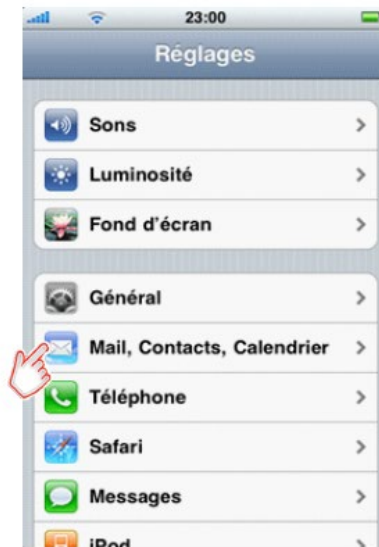 23:00
Réglages
Sons
Luminosité
Fond d'écran
Général
Mail, Contacts, Calendrier
Téléphone
Safari
Messages
iPod